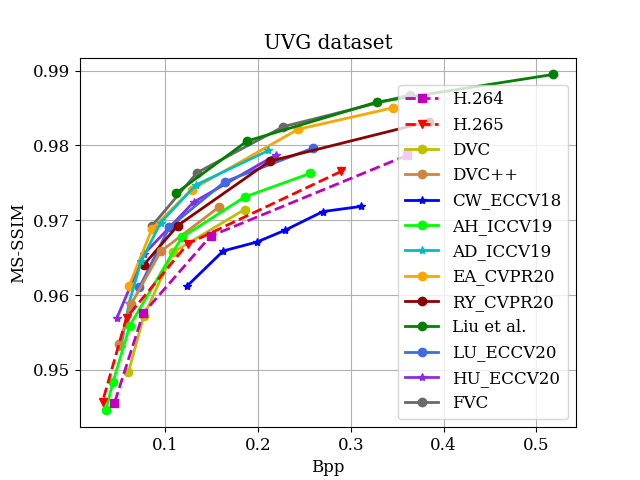 UVG dataset
MS-SSIM
0.99
0.98
0.97
0.96
0.95
0.1
0.2
0.3
0.4
0.5
Bpp
H.264
H.265
DVC
DVC++
CW_ECCV18
AH_ICCV19
AD_ICCV19
EA_CVPR20
RY_CVPR20
Liu et al.
LU_ECCV20
HU_ECCV20
FVC